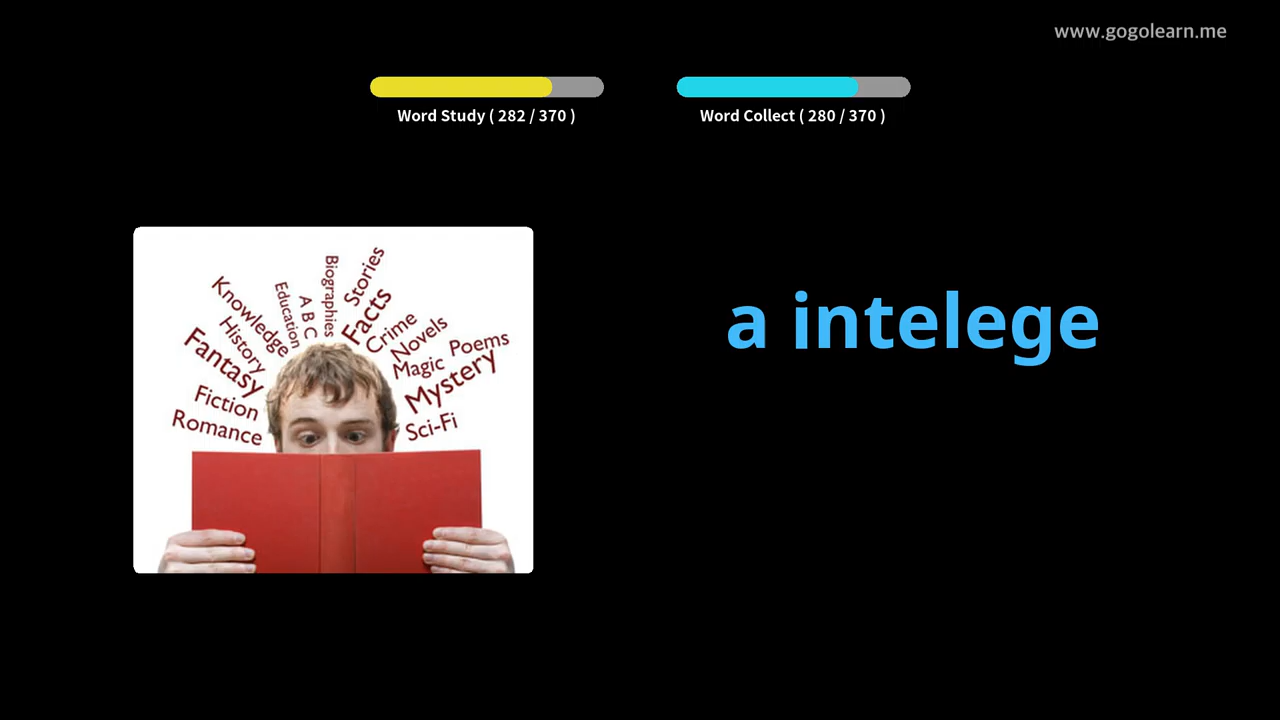 www.gogolearn.me
Word Study ( 282 / 370 )
Word Collect ( 280 / 370 )
a intelege
Knowledge
History
Fantasy
Fiction
Romance
Education
A B C
Biographies
Stories
Facts
Crime
Novels
Magic
Poems
Mystery
Sci-Fi